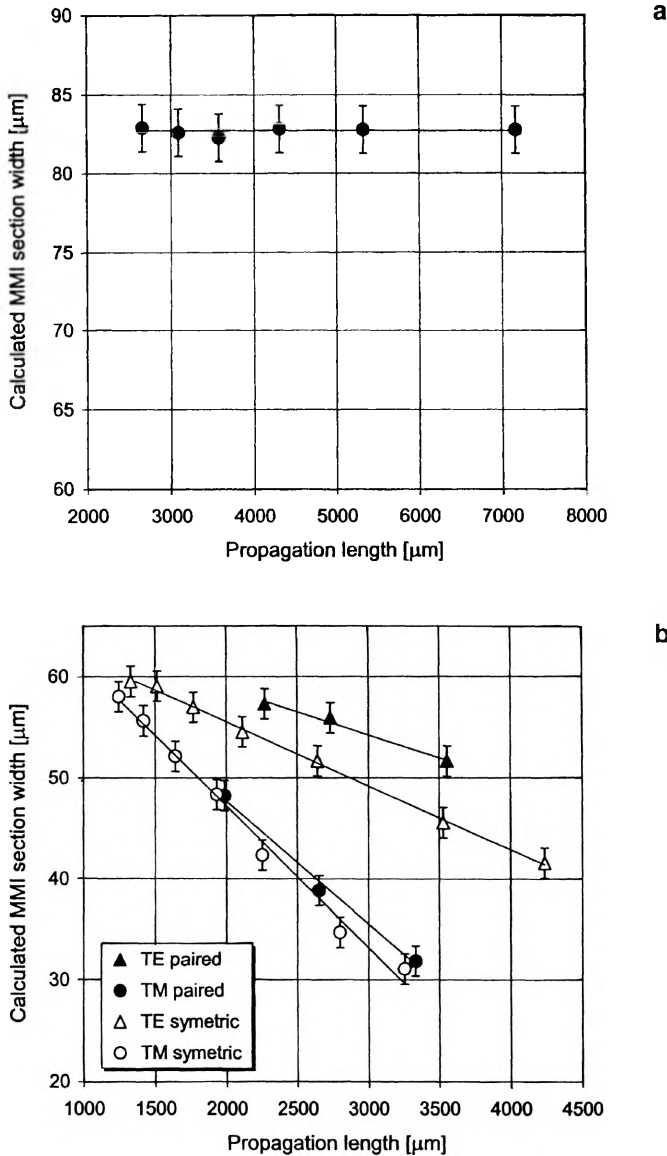 a
90
85
80
75
70
65
60
Calculated MMI section width [µm]
2000 3000 4000 5000 6000 7000 8000
Propagation length [µm]
b
60
50
40
30
20
Calculated MMI section width [µm]
TE paired
TM paired
TE symetric
TM symetric
1000 1500 2000 2500 3000 3500 4000 4500
Propagation length [µm]